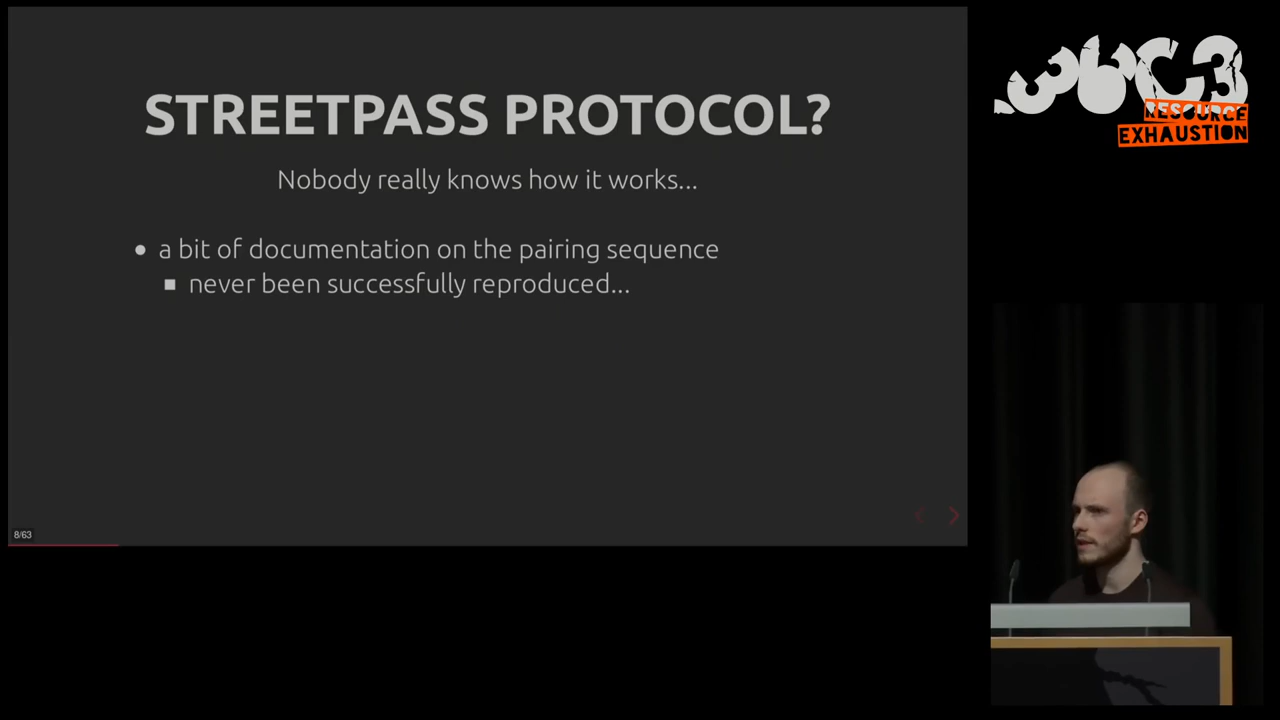 STREETPASS PROTOCOL?
Nobody really knows how it works...
a bit of documentation on the pairing sequence
never been successfully reproduced...
8/63
36C3
RESOURCE
EXHAUSTION